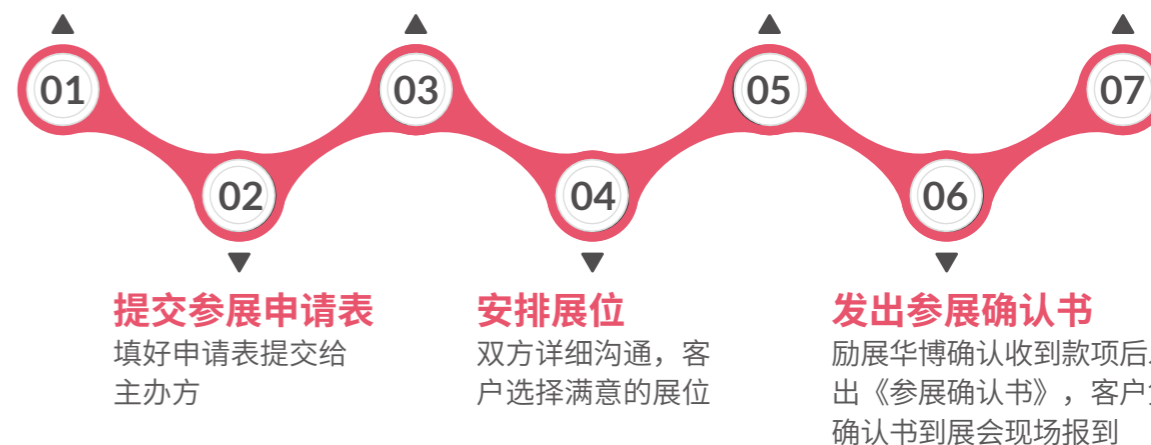 01
03
05
07
02
04
06
提交参展申请表
填好申请表提交给
主办方
安排展位
双方详细沟通，客
户选择满意的展位
发出参展确认书
励展华博确认收到款项后
出《参展确认书》，客户
确认书到展会现场报到